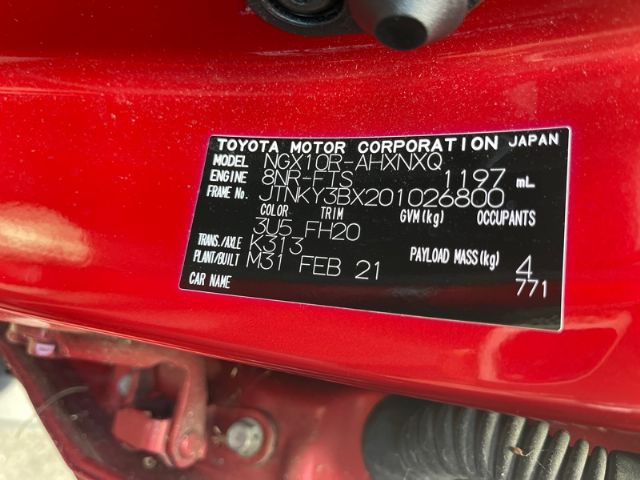 TOYOTA MOTOR CORPORATION JAPAN
MODEL NGX10R-AHXNXQ
ENGINE 8NR-FTS 1197 mL
FRAME No. JTNKY3BX201026800
COLOR TRIM GVM(kg) OCCUPANTS
3U5 FH20
TRANS./AXLE K313 PAYLOAD MASS(kg) 4
PLANT/BUILT M31 FEB 21 771
CAR NAME